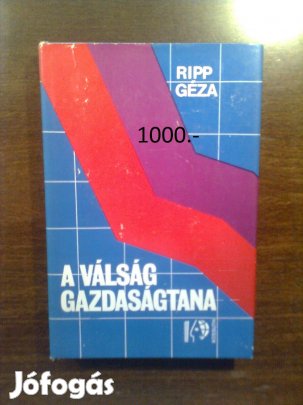 RIPP
GÉZA
1000.-
A VÁLSÁG
GAZDASÁGTANA
Jófogás